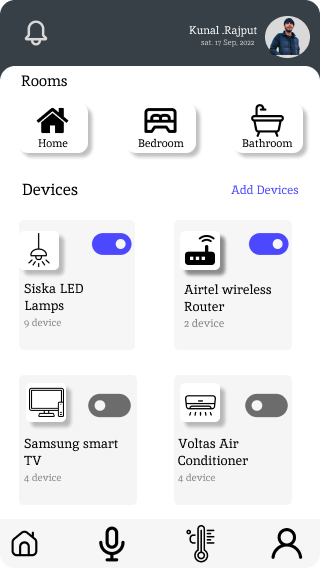 Kunal .Rajput
sat. 17 Sep, 2022
Rooms
Home
Bedroom
Bathroom
Devices
Add Devices
Siska LED
Lamps
9 device
Airtel wireless
Router
2 device
Samsung smart
TV
4 device
Voltas Air
Conditioner
4 device
°C